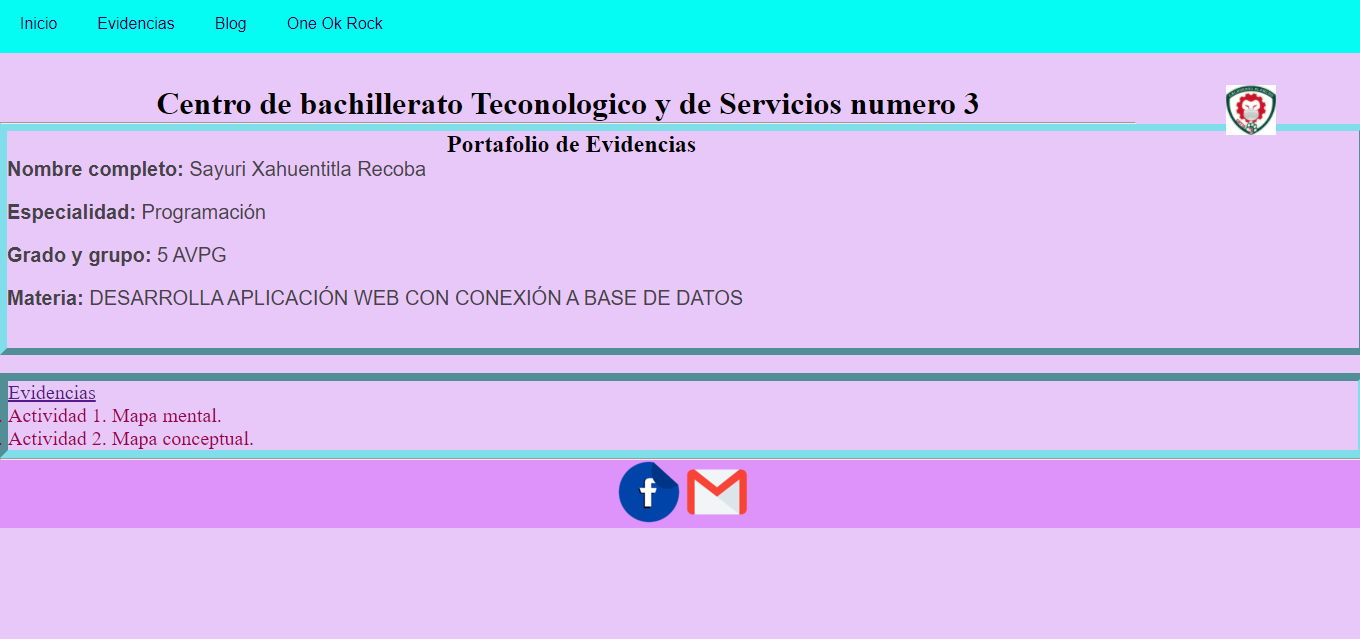 Inicio Evidencias Blog One Ok Rock
Centro de bachillerato Teconologico y de Servicios numero 3
Portafolio de Evidencias
Nombre completo: Sayuri Xahuentitla Recoba
Especialidad: Programación
Grado y grupo: 5 AVPG
Materia: DESARROLLA APLICACIÓN WEB CON CONEXIÓN A BASE DE DATOS
Evidencias
Actividad 1. Mapa mental.
Actividad 2. Mapa conceptual.